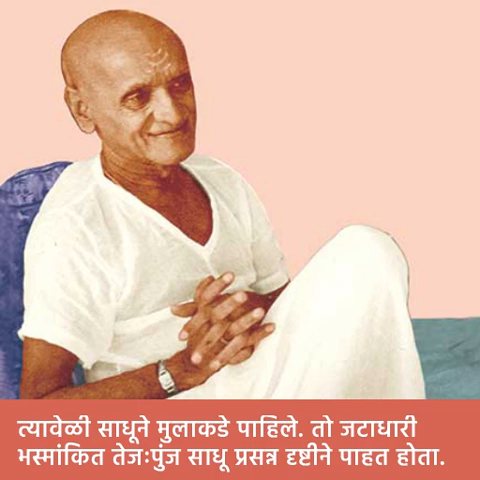 त्यावेळी साधूने मुलाकडे पाहिले. तो जटाधारी
भस्मांकित तेजःपुंज साधू प्रसन्न दृष्टीने पाहत होता.